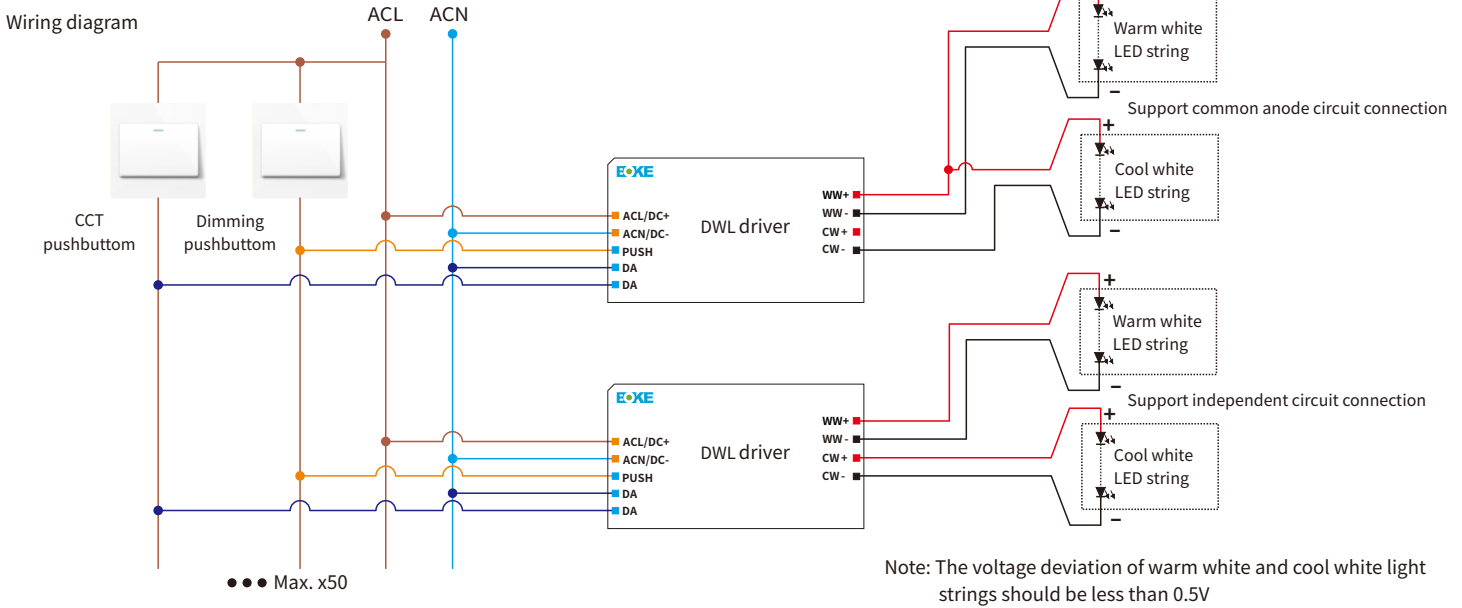 Wiring diagram
ACL
ACN
CCT
pushbuttom
Dimming
pushbuttom
EOKE
ACL/DC+
ACN/DC-
PUSH
DA
DA
DWL driver
WW+
WW-
CW+
CW-
Warm white
LED string
−
Support common anode circuit connection
+
Cool white
LED string
−
EOKE
ACL/DC+
ACN/DC-
PUSH
DA
DA
DWL driver
WW+
WW-
CW+
CW-
+
Warm white
LED string
−
Support independent circuit connection
+
Cool white
LED string
−
●●● Max. x50
Note: The voltage deviation of warm white and cool white light
strings should be less than 0.5V